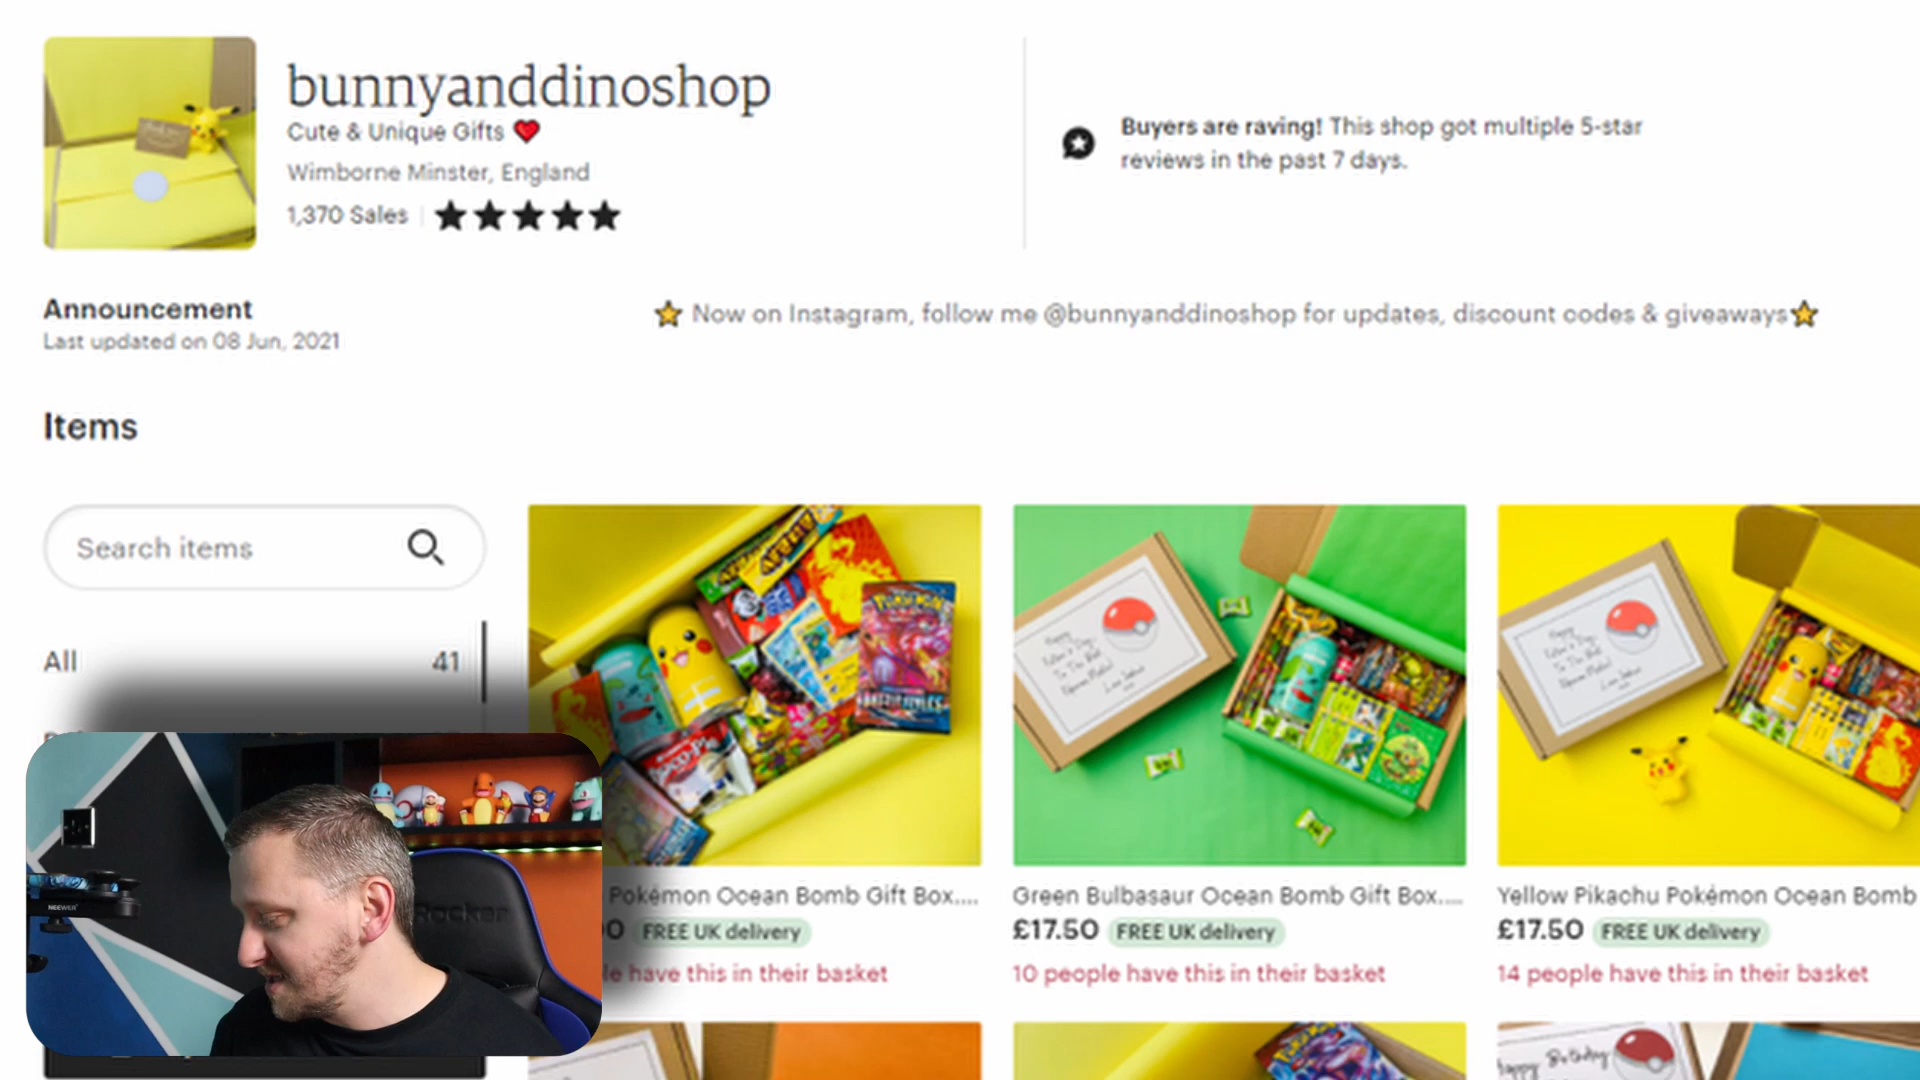 bunnyanddinoshop
Cute & Unique Gifts
Wimborne Minster, England
1,370 Sales
Buyers are raving! This shop got multiple 5-star
reviews in the past 7 days.
Announcement
Last updated on 08 Jun, 2021
Now on Instagram, follow me @bunnyanddinoshop for updates, discount codes & giveaways
Items
Search items
All 41
Pokémon Ocean Bomb Gift Box....
FREE UK delivery
have this in their basket
Green Bulbasaur Ocean Bomb Gift Box....
£17.50 FREE UK delivery
10 people have this in their basket
Yellow Pikachu Pokémon Ocean Bomb
£17.50 FREE UK delivery
14 people have this in their basket
NEEWER
Rocker
Happy Birthday